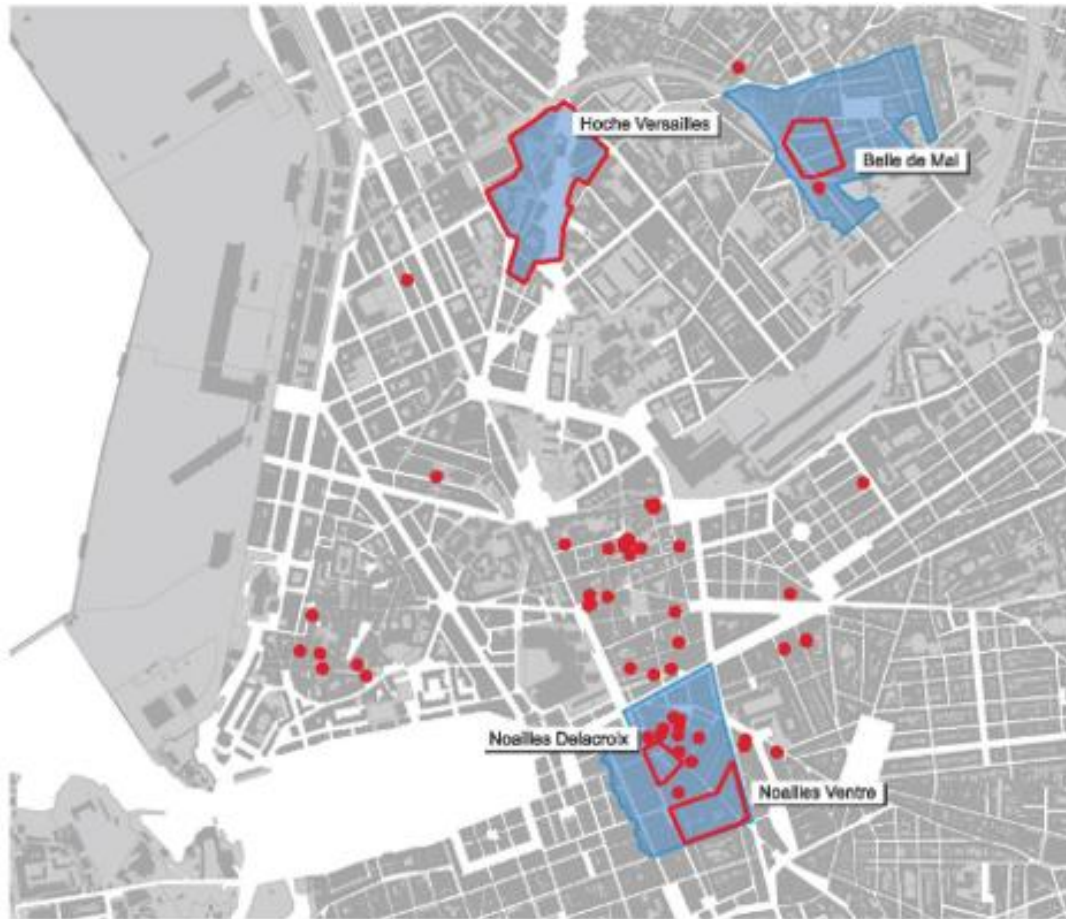 Hoche Versailles
Belle de Mai
Noailles Delacroix
Noailles Ventre